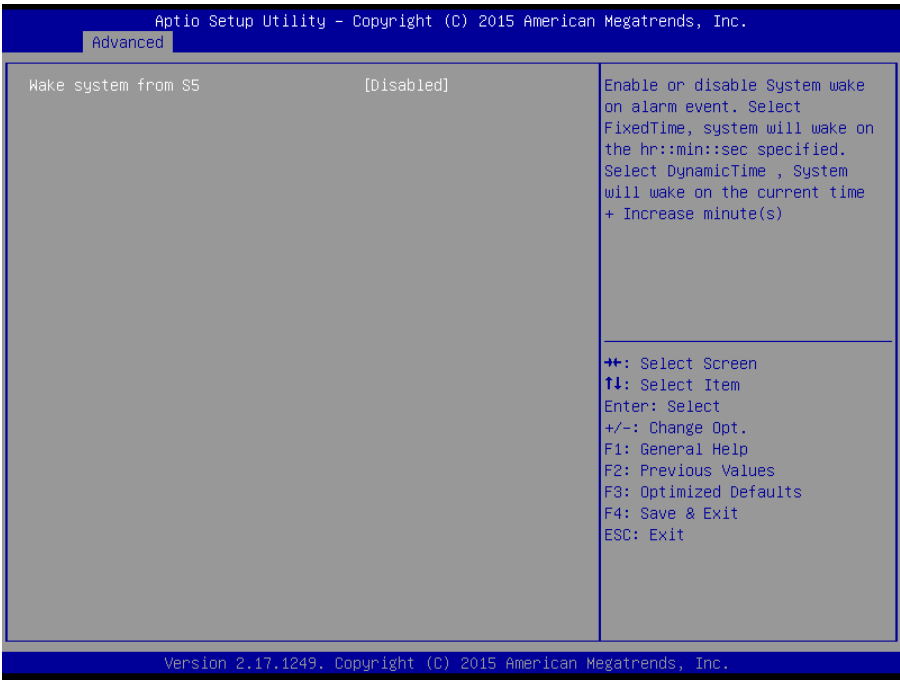 Aptio Setup Utility – Copyright (C) 2015 American Megatrends, Inc.
Advanced
Wake system from S5 [Disabled]
Enable or disable System wake
on alarm event. Select
FixedTime, system will wake on
the hr::min::sec specified.
Select DynamicTime , System
will wake on the current time
+ Increase minute(s)
→←: Select Screen
↑↓: Select Item
Enter: Select
+/-: Change Opt.
F1: General Help
F2: Previous Values
F3: Optimized Defaults
F4: Save & Exit
ESC: Exit
Version 2.17.1249. Copyright (C) 2015 American Megatrends, Inc.